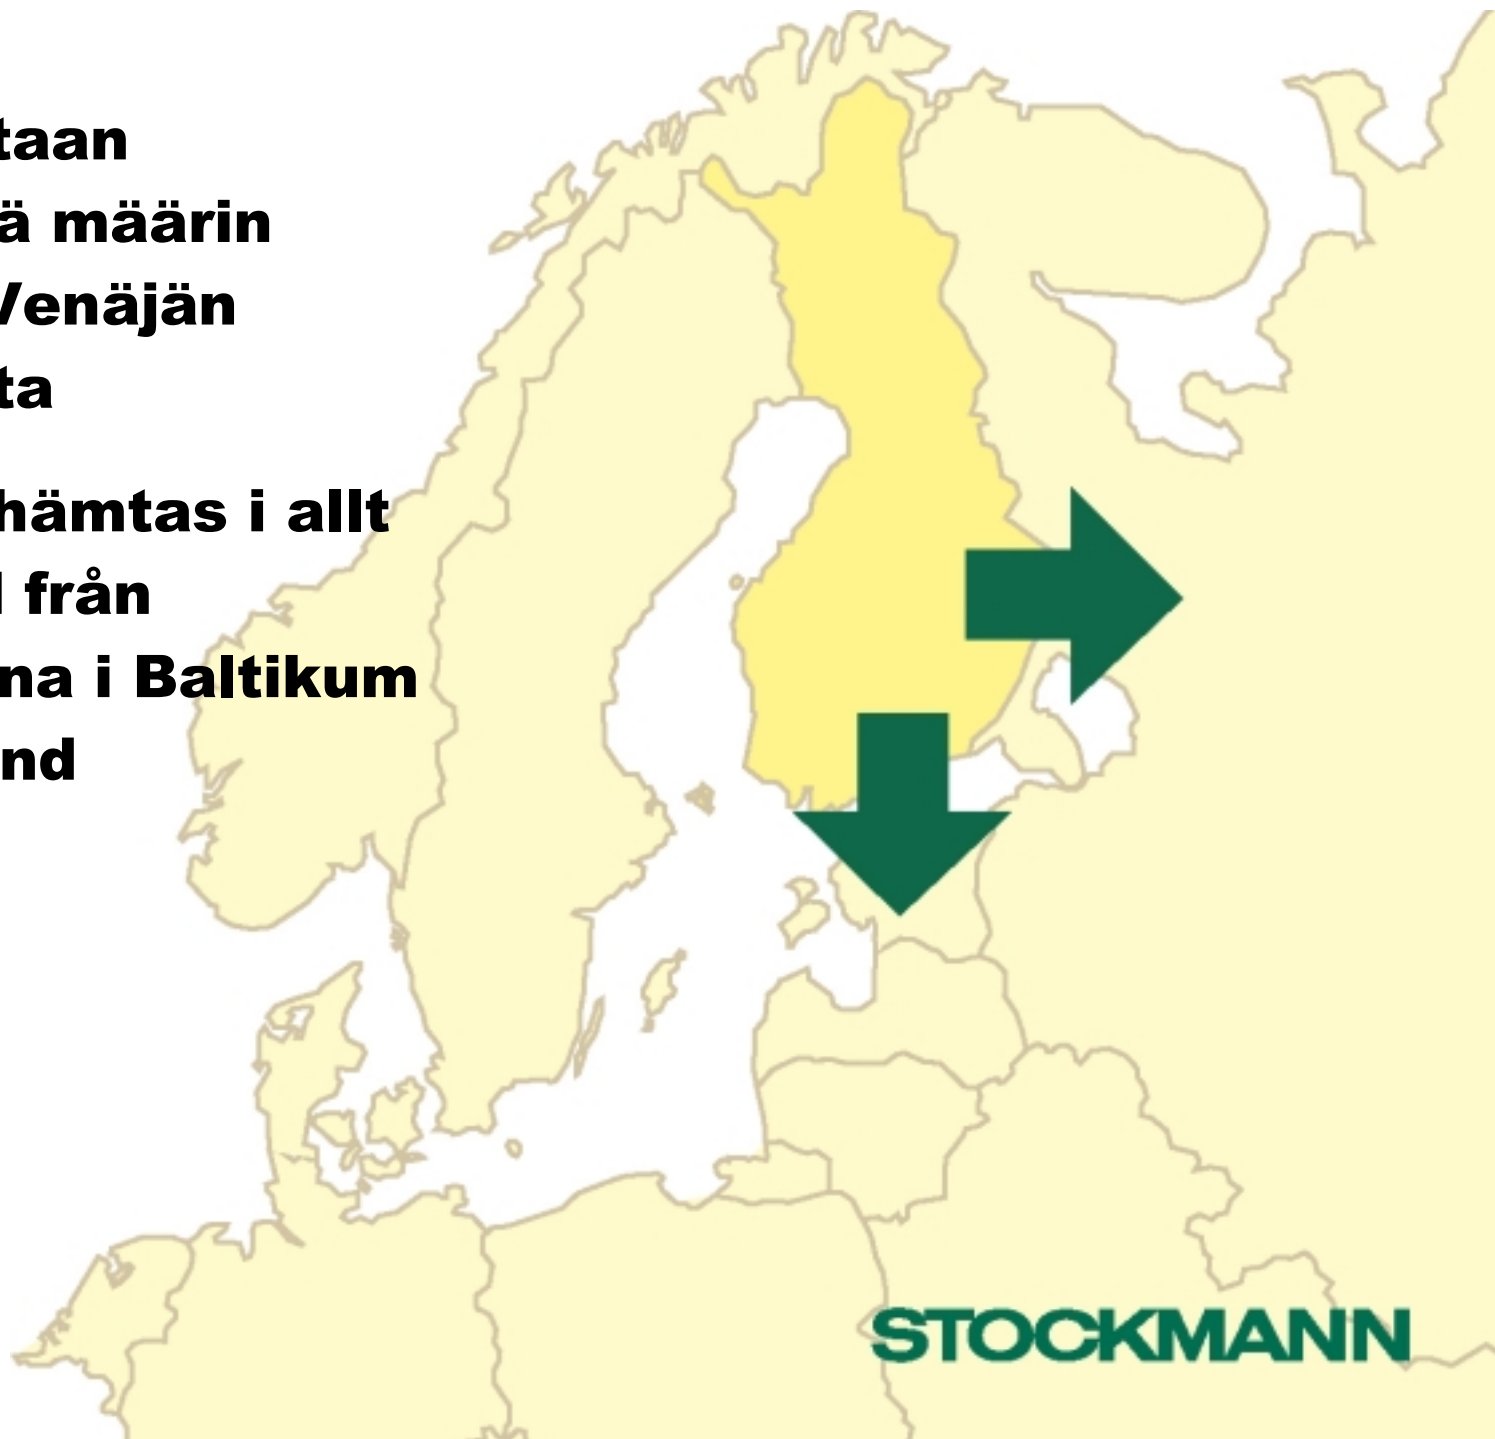 taan
ä määrin
Venäjän
ta
hämtas i allt
från
na i Baltikum
nd
STOCKMANN